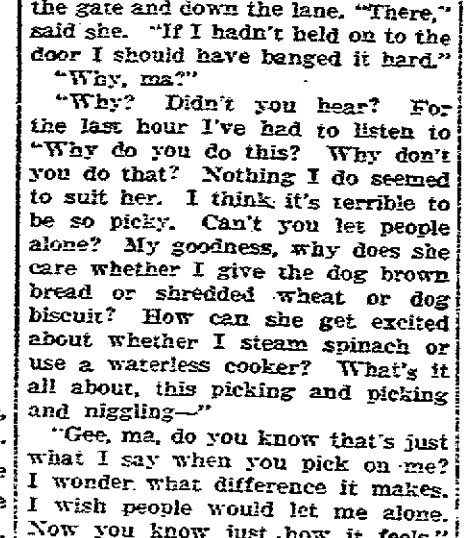 the gate and down the lane. "There,"
said she. "If I hadn't held on to the
door I should have banged it hard."
"Why, ma?"
"Why? Didn't you hear? For
the last hour I've had to listen to
"Why do you do this? Why don't
you do that? Nothing I do seemed
to suit her. I think it's terrible to
be so picky. Can't you let people
alone? My goodness, why does she
care whether I give the dog brown
bread or shredded wheat or dog
biscuit? How can she get excited
about whether I steam spinach or
use a waterless cooker? What's it
all about, this picking and picking
and niggling—"
"Gee, ma, do you know that's just
what I say when you pick on me?
I wonder what difference it makes.
I wish people would let me alone.
Now you know just how it feels."